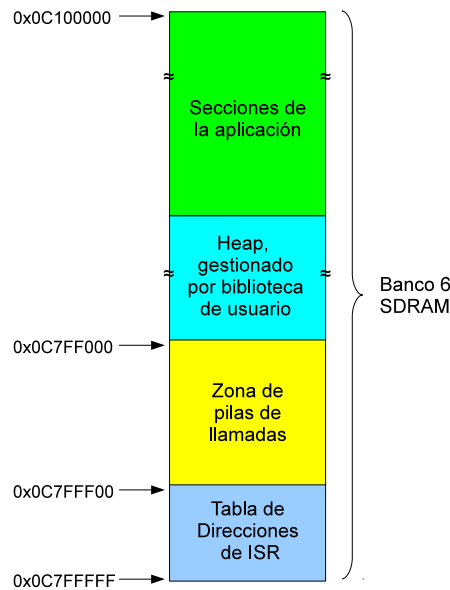 0x0C100000
Secciones de
la aplicación
Heap,
gestionado
por biblioteca
de usuario
Banco 6
SDRAM
0x0C7FF000
Zona de
pilas de
llamadas
0x0C7FFF00
Tabla de
Direcciones
de ISR
0x0C7FFFFF